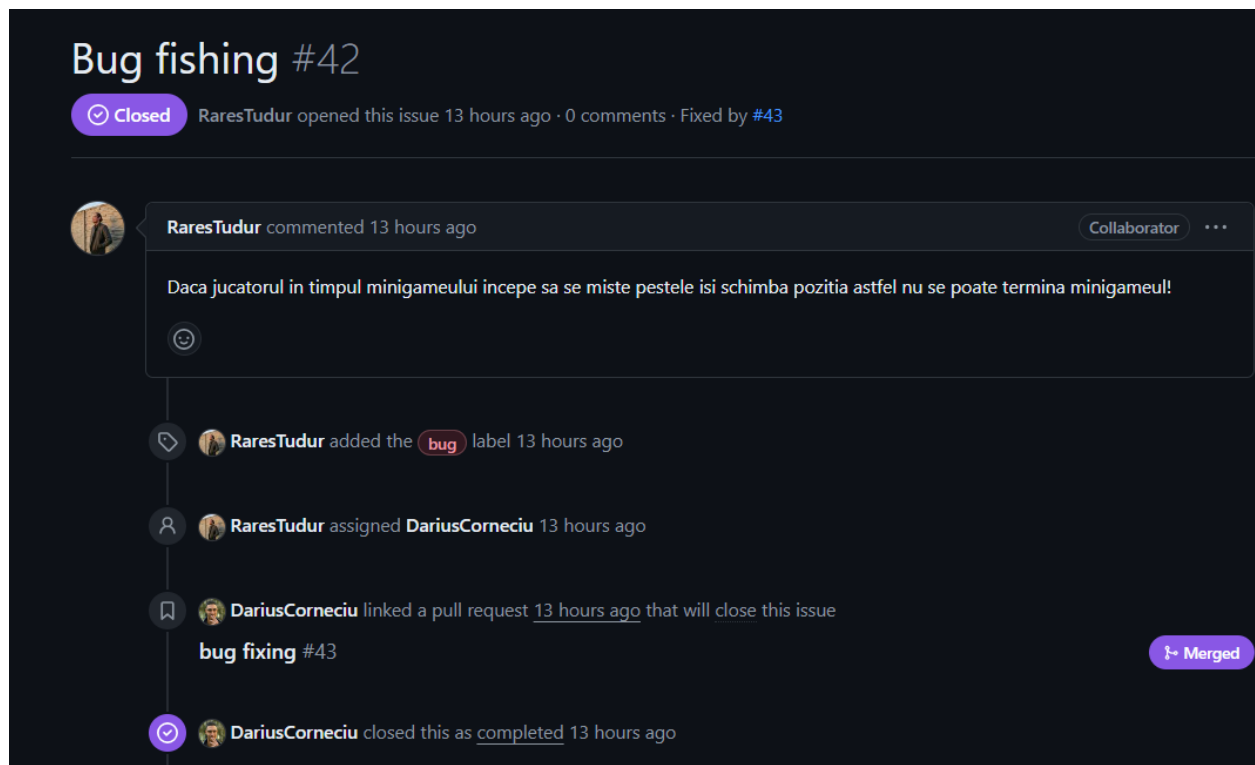 Bug fishing #42
Closed RaresTudur opened this issue 13 hours ago · 0 comments · Fixed by #43
RaresTudur commented 13 hours ago Collaborator ···
Daca jucatorul in timpul minigameului incepe sa se miste pestele isi schimba pozitia astfel nu se poate termina minigameul!
RaresTudur added the bug label 13 hours ago
RaresTudur assigned DariusCorneciu 13 hours ago
DariusCorneciu linked a pull request 13 hours ago that will close this issue
bug fixing #43 Merged
DariusCorneciu closed this as completed 13 hours ago